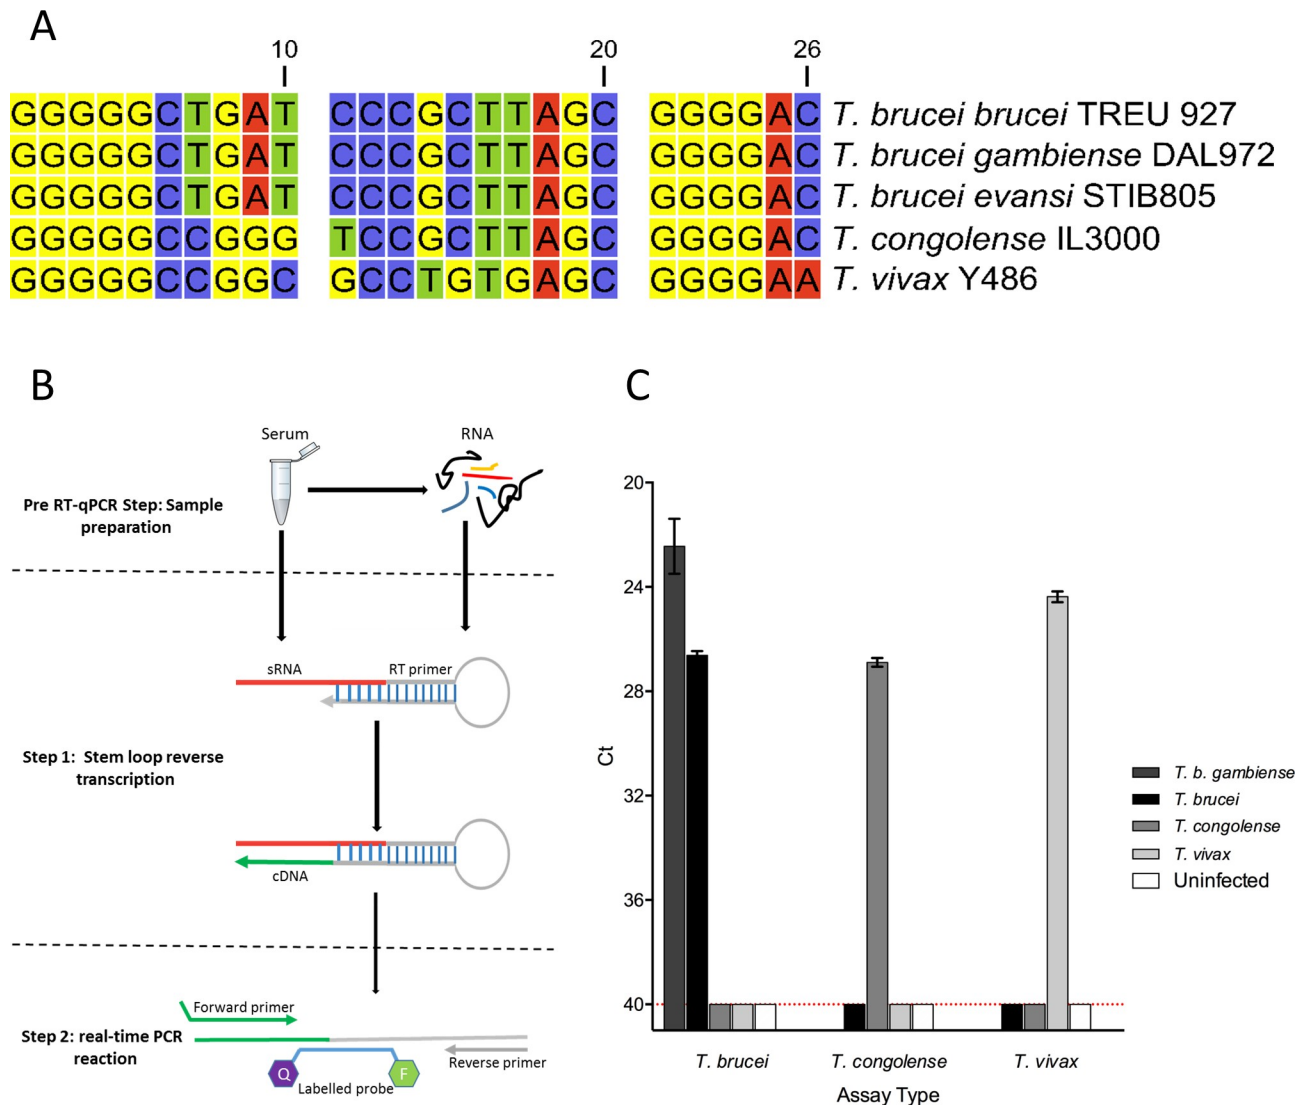 A
10 20 26
GGGGGCTGAT CCCGCTTAGC GGGGAC T. brucei brucei TREU 927
GGGGGCTGAT CCCGCTTAGC GGGGAC T. brucei gambiense DAL972
GGGGGCTGAT CCCGCTTAGC GGGGAC T. brucei evansi STIB805
GGGGGCCGGG TCCGCTTAGC GGGGAC T. congolense IL3000
GGGGGCCGGC GCCTGTGAGC GGGGAA T. vivax Y486
B
Serum
RNA
Pre RT-qPCR Step: Sample
preparation
sRNA
RT primer
Step 1: Stem loop reverse
transcription
cDNA
Forward primer
Step 2: real-time PCR
reaction
Reverse primer
Q
F
Labelled probe
C
20
24
28
32
36
40
Ct
T. b. gambiense
T. brucei
T. congolense
T. vivax
Uninfected
T. brucei
T. congolense
T. vivax
Assay Type